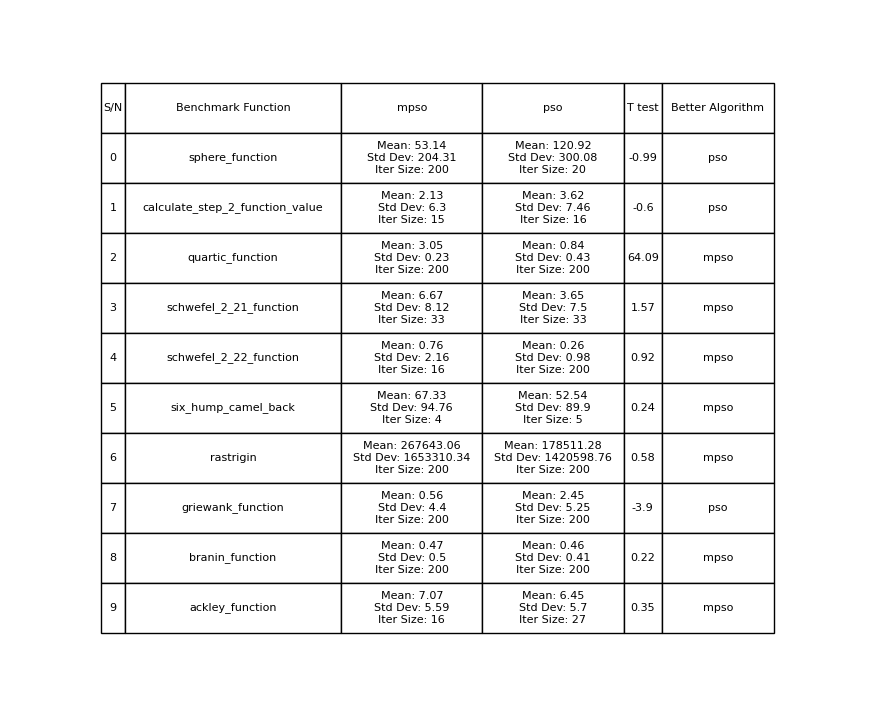 S/N Benchmark Function mpso pso T test Better Algorithm
0 sphere_function Mean: 53.14 Std Dev: 204.31 Iter Size: 200 Mean: 120.92 Std Dev: 300.08 Iter Size: 20 -0.99 pso
1 calculate_step_2_function_value Mean: 2.13 Std Dev: 6.3 Iter Size: 15 Mean: 3.62 Std Dev: 7.46 Iter Size: 16 -0.6 pso
2 quartic_function Mean: 3.05 Std Dev: 0.23 Iter Size: 200 Mean: 0.84 Std Dev: 0.43 Iter Size: 200 64.09 mpso
3 schwefel_2_21_function Mean: 6.67 Std Dev: 8.12 Iter Size: 33 Mean: 3.65 Std Dev: 7.5 Iter Size: 33 1.57 mpso
4 schwefel_2_22_function Mean: 0.76 Std Dev: 2.16 Iter Size: 16 Mean: 0.26 Std Dev: 0.98 Iter Size: 200 0.92 mpso
5 six_hump_camel_back Mean: 67.33 Std Dev: 94.76 Iter Size: 4 Mean: 52.54 Std Dev: 89.9 Iter Size: 5 0.24 mpso
6 rastrigin Mean: 267643.06 Std Dev: 1653310.34 Iter Size: 200 Mean: 178511.28 Std Dev: 1420598.76 Iter Size: 200 0.58 mpso
7 griewank_function Mean: 0.56 Std Dev: 4.4 Iter Size: 200 Mean: 2.45 Std Dev: 5.25 Iter Size: 200 -3.9 pso
8 branin_function Mean: 0.47 Std Dev: 0.5 Iter Size: 200 Mean: 0.46 Std Dev: 0.41 Iter Size: 200 0.22 mpso
9 ackley_function Mean: 7.07 Std Dev: 5.59 Iter Size: 16 Mean: 6.45 Std Dev: 5.7 Iter Size: 27 0.35 mpso